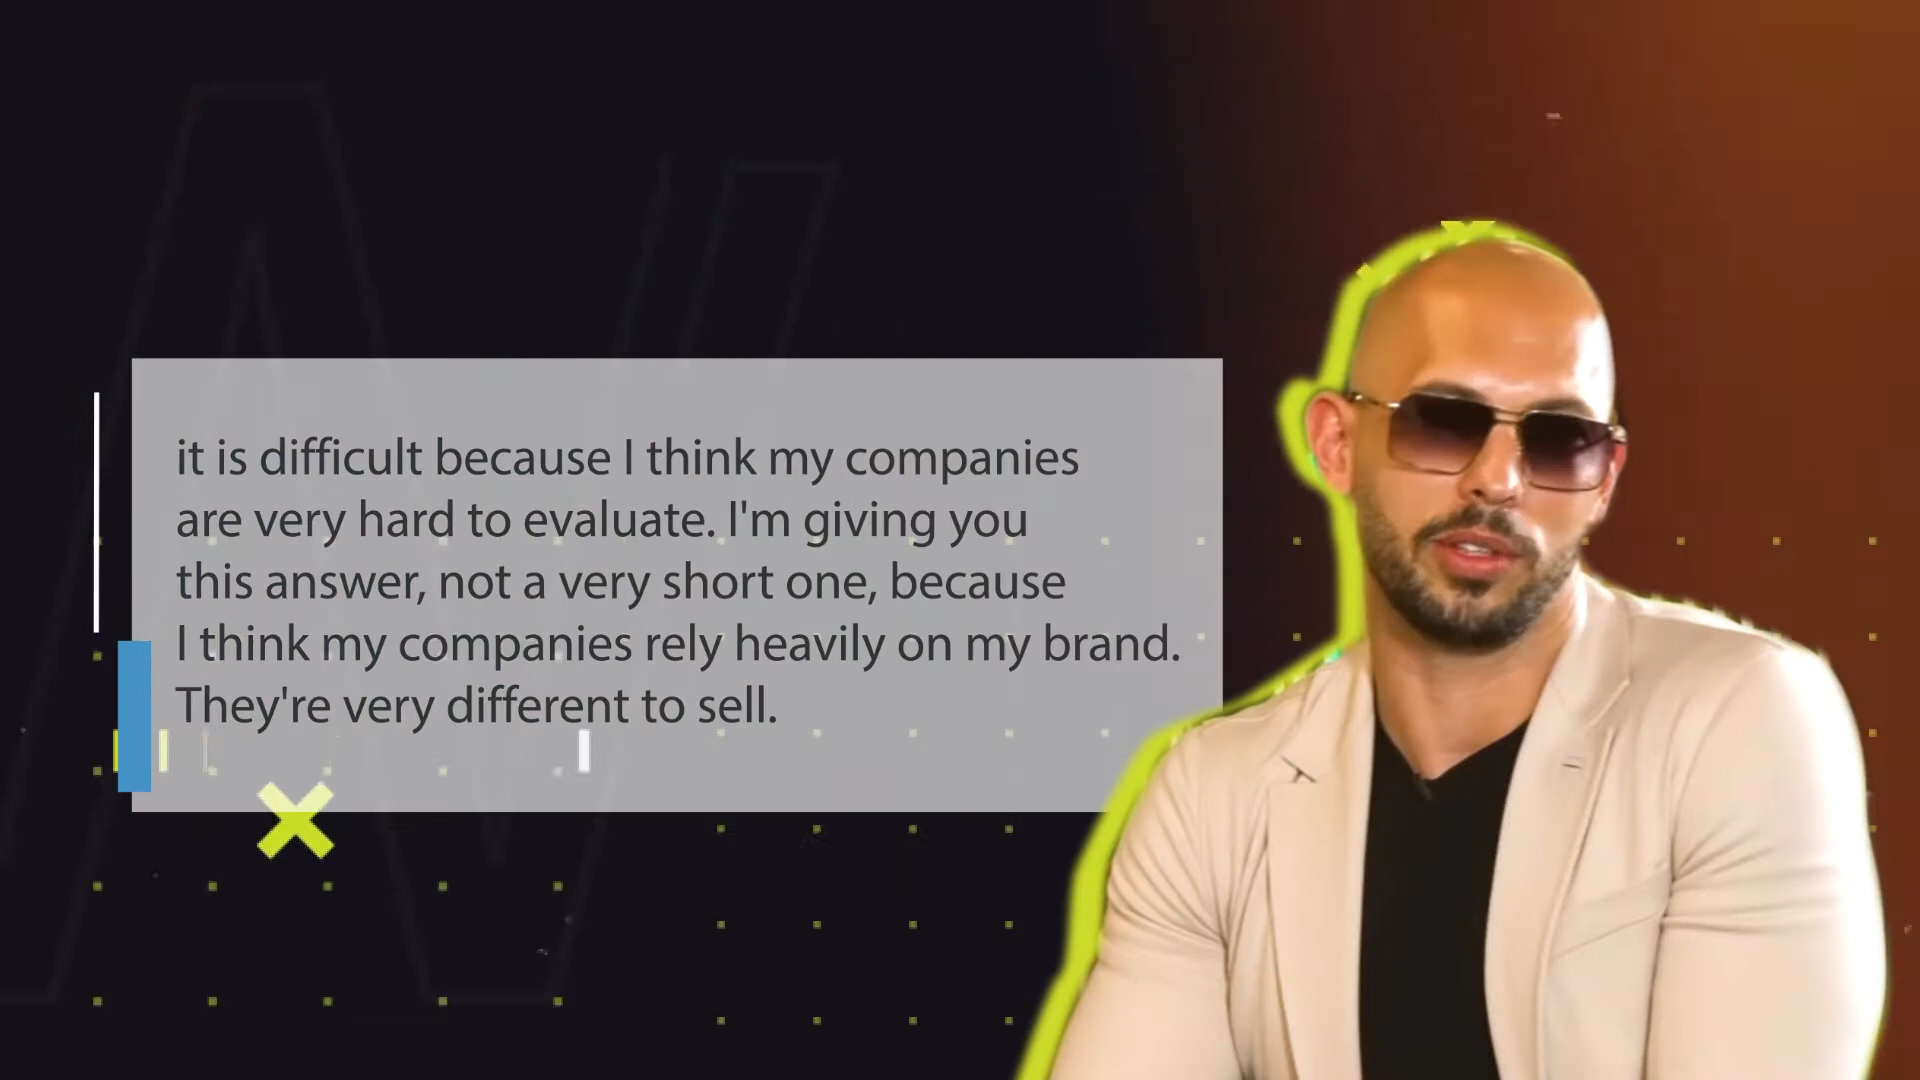 it is difficult because I think my companies
are very hard to evaluate. I'm giving you
this answer, not a very short one, because
I think my companies rely heavily on my brand.
They're very different to sell.